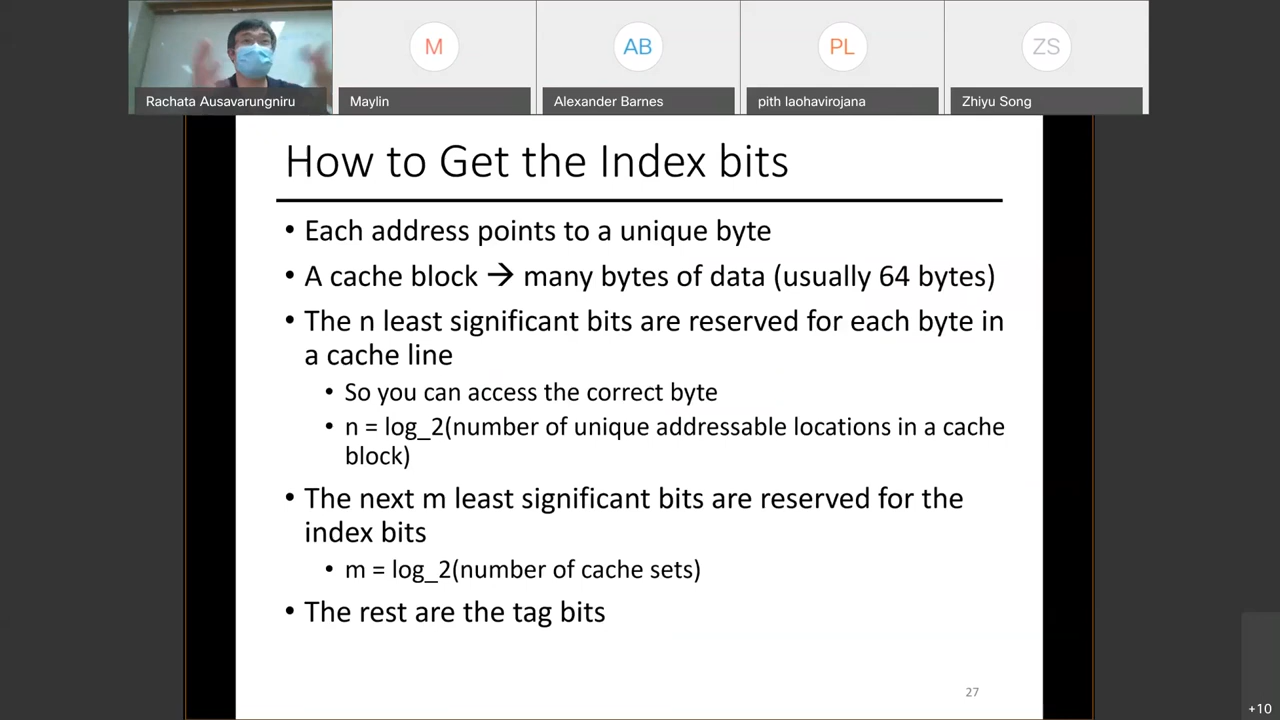 M
AB
PL
ZS
Rachata Ausavarungniru
Maylin
Alexander Barnes
pith laohavirojana
Zhiyu Song
How to Get the Index bits
• Each address points to a unique byte
• A cache block → many bytes of data (usually 64 bytes)
• The n least significant bits are reserved for each byte in
a cache line
• So you can access the correct byte
• n = log_2(number of unique addressable locations in a cache
block)
• The next m least significant bits are reserved for the
index bits
• m = log_2(number of cache sets)
• The rest are the tag bits
27
+10